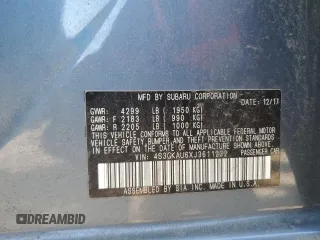 MFD BY SUBARU CORPORATION
DATE: 12/17
GVWR: 4299 LB ( 1950 KG)
GAWR: F 2183 LB ( 990 KG)
GAWR: R 2205 LB ( 1000 KG)
THIS VEHICLE CONFORMS TO ALL APPLICABLE FEDERAL MOTOR
VEHICLE SAFETY, BUMPER, AND THEFT PREVENTION
STANDARDS IN EFFECT ON THE DATE OF MANUFACTURE
SHOWN ABOVE.
VIN: PASSENGER CAR
MANUFACTURED BY SIA INC. MADE IN U.S.A.
DREAMBID